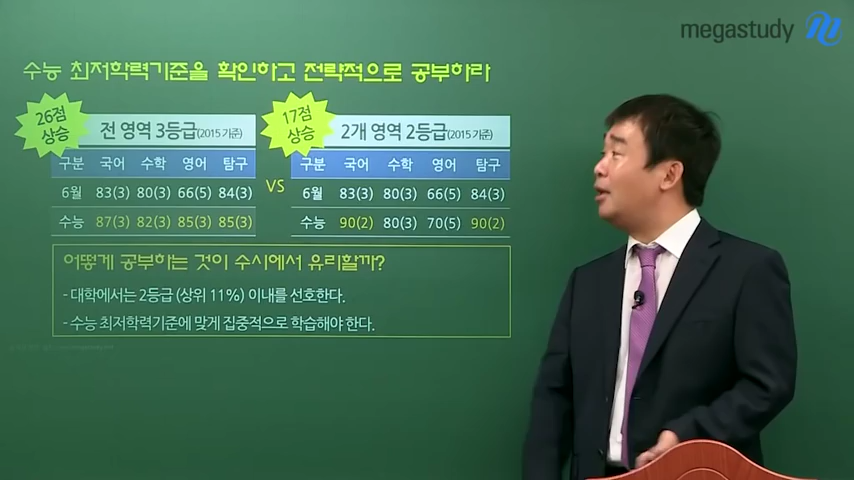 megastudy
수능 최저학력기준을 확인하고 전략적으로 공부하라
26점
상승
전 영역 3등급(2015 기준)
구분 국어 수학 영어 탐구
6월 83(3) 80(3) 66(5) 84(3)
수능 87(3) 82(3) 85(3) 85(3)
VS
17점
상승
2개 영역 2등급(2015 기준)
구분 국어 수학 영어 탐구
6월 83(3) 80(3) 66(5) 84(3)
수능 90(2) 80(3) 70(5) 90(2)
어떻게 공부하는 것이 수시에서 유리할까?
- 대학에서는 2등급 (상위 11%) 이내를 선호한다.
- 수능 최저학력기준에 맞게 집중적으로 학습해야 한다.